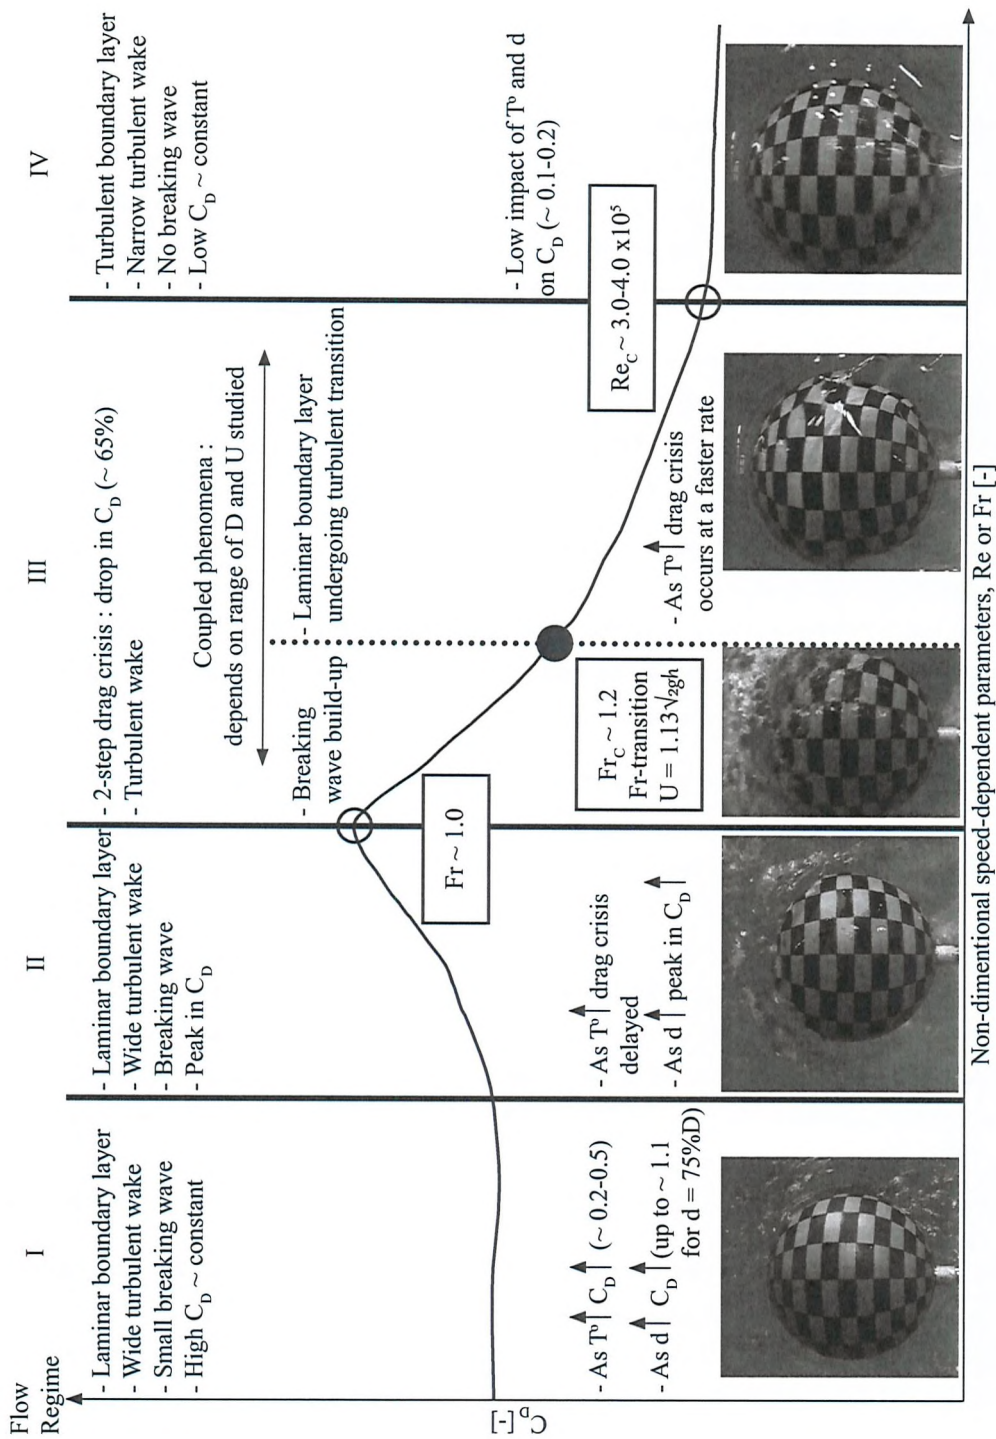 Flow
Regime
I
II
III
IV
- Laminar boundary layer
- Wide turbulent wake
- Small breaking wave
- High C_D ~ constant
- Laminar boundary layer
- Wide turbulent wake
- Breaking wave
- Peak in C_D
- 2-step drag crisis : drop in C_D (~ 65%)
- Turbulent wake
Coupled phenomena :
depends on range of D and U studied
- Breaking
wave build-up
- Laminar boundary layer
undergoing turbulent transition
- Turbulent boundary layer
- Narrow turbulent wake
- No breaking wave
- Low C_D ~ constant
- Low impact of Tº and d
on C_D (~ 0.1-0.2)
Fr ~ 1.0
Fr_C ~ 1.2
Fr-transition
U = 1.13√2gh
Re_C ~ 3.0-4.0 x10⁵
- As Tº↑ C_D↑ (~ 0.2-0.5)
- As d↑ C_D↑ (up to ~ 1.1
for d = 75%D)
- As Tº↑ drag crisis
delayed
- As d↑ peak in C_D↑
- As Tº↑ drag crisis
occurs at a faster rate
C_D [-]
Non-dimentional speed-dependent parameters, Re or Fr [-]